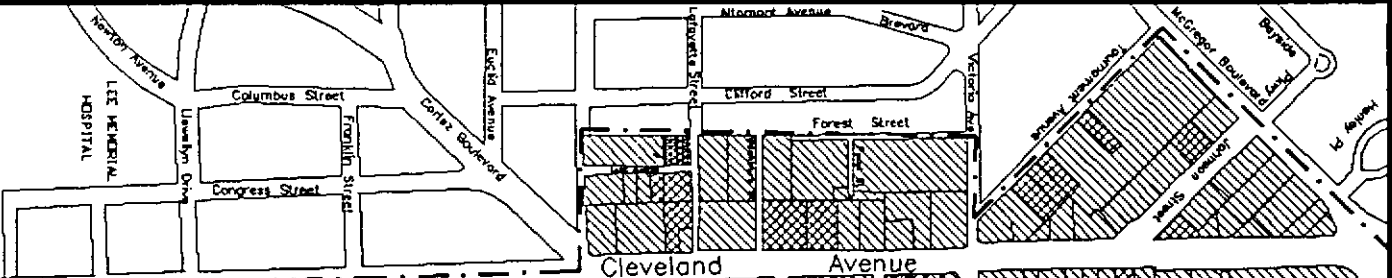 Newton Avenue
LEE MEMORIAL
HOSPITAL
Llewellyn Drive
Columbus Street
Congress Street
Franklin Street
Cortez Boulevard
Euclid Avenue
Lafayette Street
Altamont Avenue
Brevard
Clifford Street
Victoria Ave
Forest Street
Tournament Avenue
McGregor Boulevard
Bayside
Pkwy
Henley Pl
Johnson Street
Cleveland Avenue